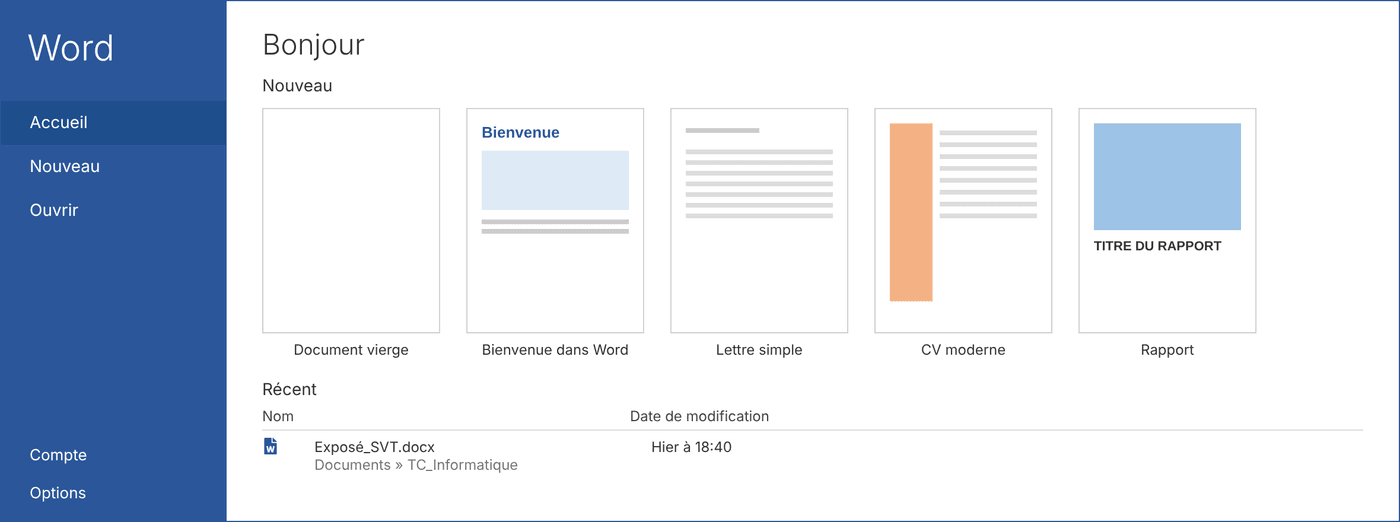 Word
Accueil
Nouveau
Ouvrir
Compte
Options
Bonjour
Nouveau
Bienvenue
TITRE DU RAPPORT
Document vierge
Bienvenue dans Word
Lettre simple
CV moderne
Rapport
Récent
Nom Date de modification
W Exposé_SVT.docx Hier à 18:40
Documents » TC_Informatique